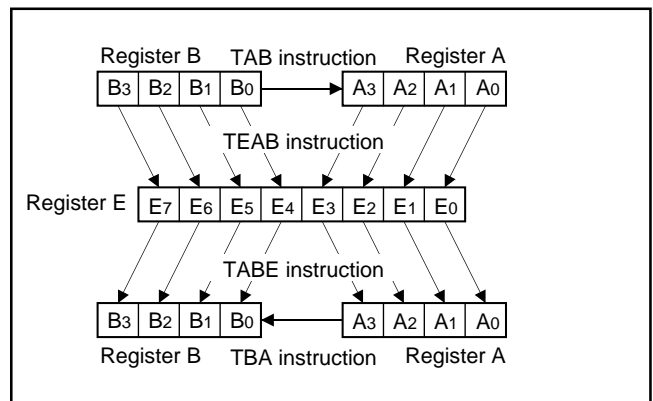 Register B TAB instruction Register A
B3 B2 B1 B0 A3 A2 A1 A0
TEAB instruction
Register E E7 E6 E5 E4 E3 E2 E1 E0
TABE instruction
B3 B2 B1 B0 A3 A2 A1 A0
Register B TBA instruction Register A